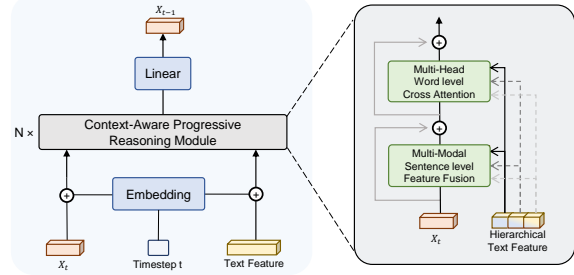 X_{t-1}
Linear
N ×
Context-Aware Progressive
Reasoning Module
Embedding
X_t
Timestep t
Text Feature
Multi-Head
Word level
Cross Attention
Multi-Modal
Sentence level
Feature Fusion
X_t
Hierarchical
Text Feature